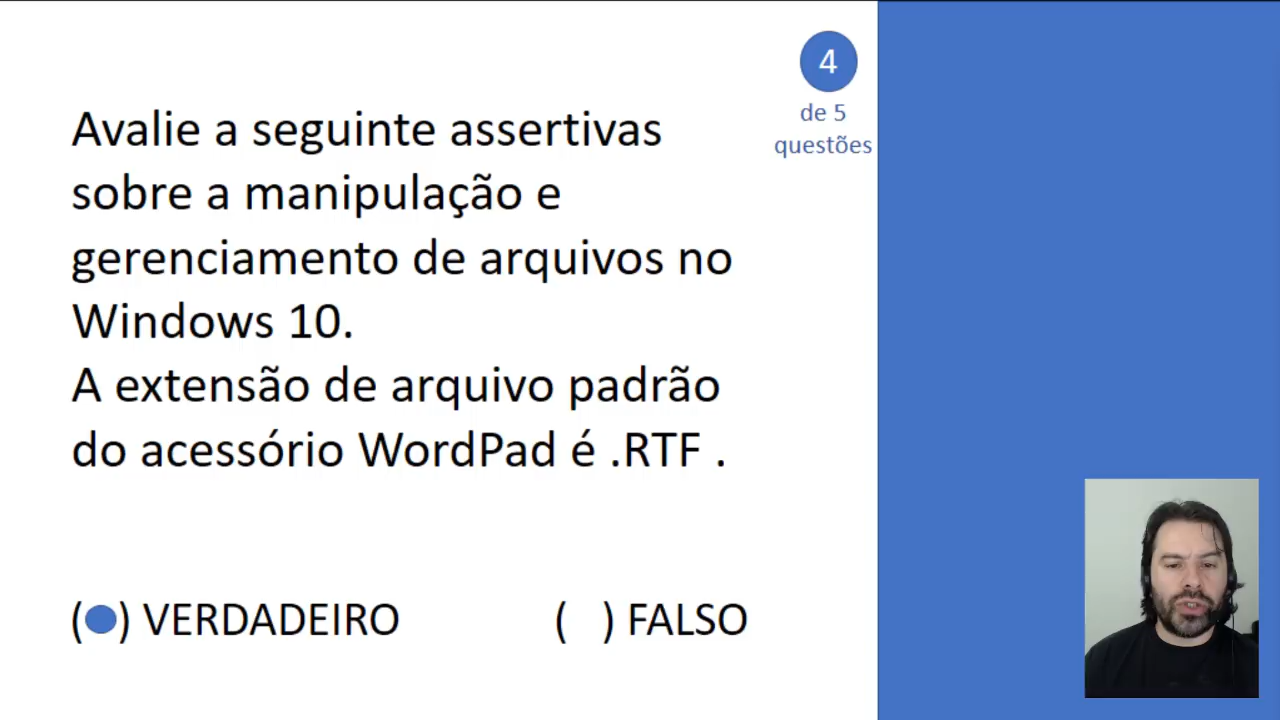 4
de 5
questões
Avalie a seguinte assertivas
sobre a manipulação e
gerenciamento de arquivos no
Windows 10.
A extensão de arquivo padrão
do acessório WordPad é .RTF .
( ) VERDADEIRO ( ) FALSO